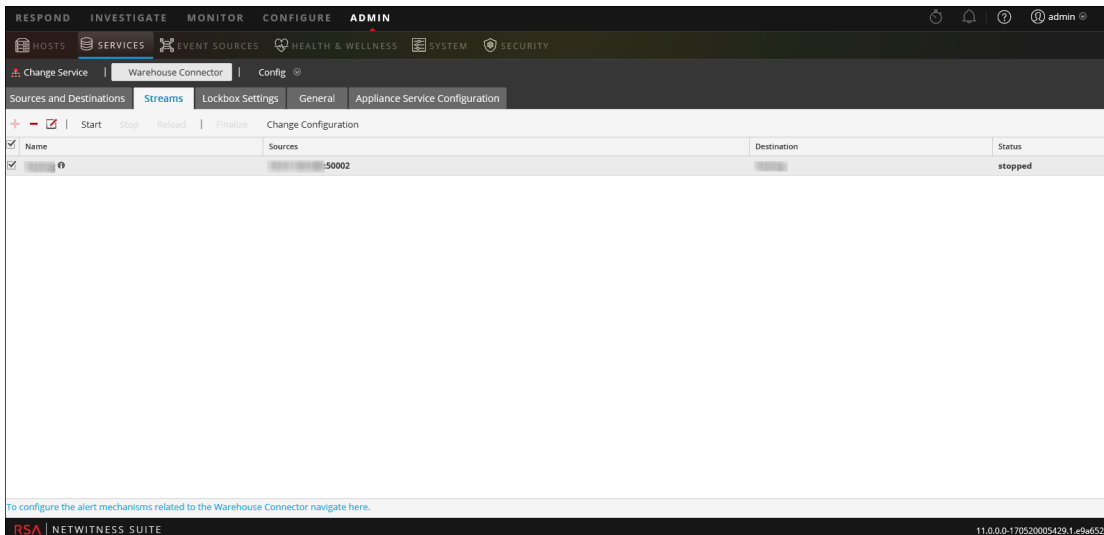 RESPOND INVESTIGATE MONITOR CONFIGURE ADMIN admin
HOSTS SERVICES EVENT SOURCES HEALTH & WELLNESS SYSTEM SECURITY
Change Service | Warehouse Connector | Config
Sources and Destinations Streams Lockbox Settings General Appliance Service Configuration
Start Stop Reload | Finalize Change Configuration
Name Sources Destination Status
:50002 stopped
To configure the alert mechanisms related to the Warehouse Connector navigate here.
RSA | NETWITNESS SUITE 11.0.0.0-170520005429.1.e9a652